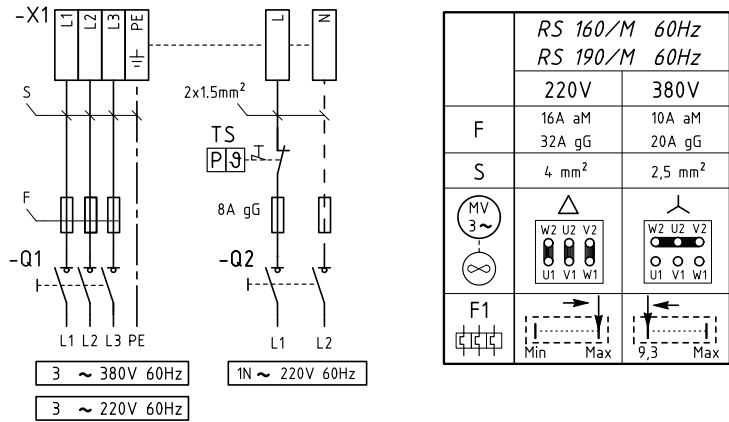 -X1
L1
L2
L3
PE
L
N
S
2x1.5mm²
TS
P ϑ
F
8A gG
-Q1
-Q2
L1 L2 L3 PE
L1 L2
3 ~ 380V 60Hz
1N ~ 220V 60Hz
3 ~ 220V 60Hz
RS 160/M 60Hz
RS 190/M 60Hz
220V 380V
F
16A aM
32A gG
10A aM
20A gG
S
4 mm²
2,5 mm²
MV
3~
W2 U2 V2
U1 V1 W1
W2 U2 V2
U1 V1 W1
F1
Min Max
9,3 Max